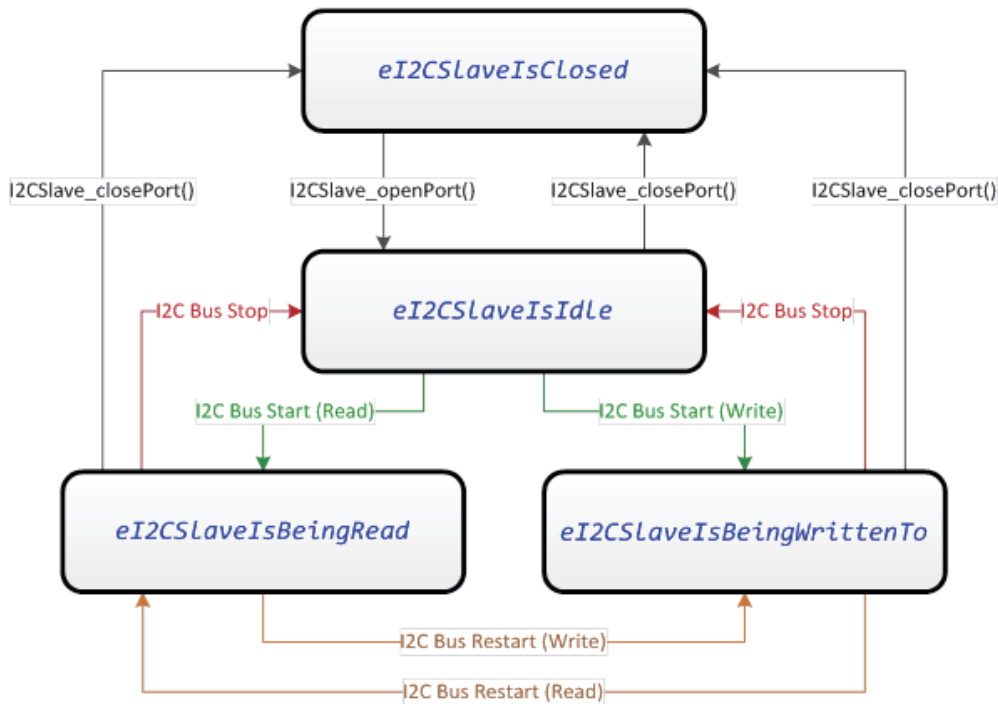 eI2CSlaveIsClosed
I2CSlave_closePort()
I2CSlave_openPort()
I2CSlave_closePort()
I2CSlave_closePort()
I2C Bus Stop
eI2CSlaveIsIdle
I2C Bus Stop
I2C Bus Start (Read)
I2C Bus Start (Write)
eI2CSlaveIsBeingRead
eI2CSlaveIsBeingWrittenTo
I2C Bus Restart (Write)
I2C Bus Restart (Read)